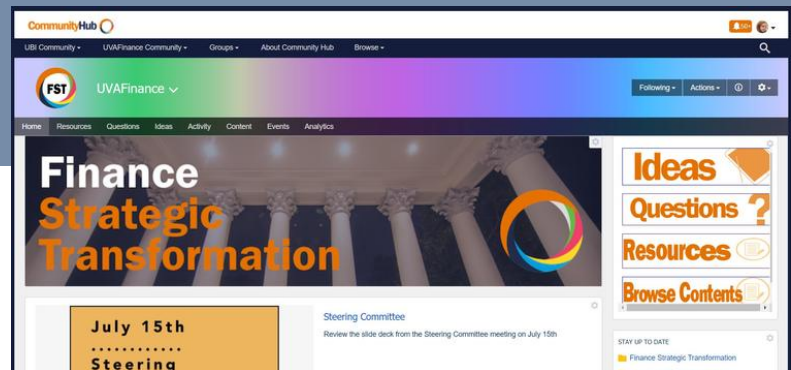 CommunityHub
50+
UBI Community
UVAFinance Community
Groups
About Community Hub
Browse
FST
UVAFinance
Following
Actions
Home
Resources
Questions
Ideas
Activity
Content
Events
Analytics
Finance
Strategic
Transformation
Ideas
Questions ?
Resources
Browse Contents
July 15th
............
Steering
Steering Committee
Review the slide deck from the Steering Committee meeting on July 15th
STAY UP TO DATE
Finance Strategic Transformation